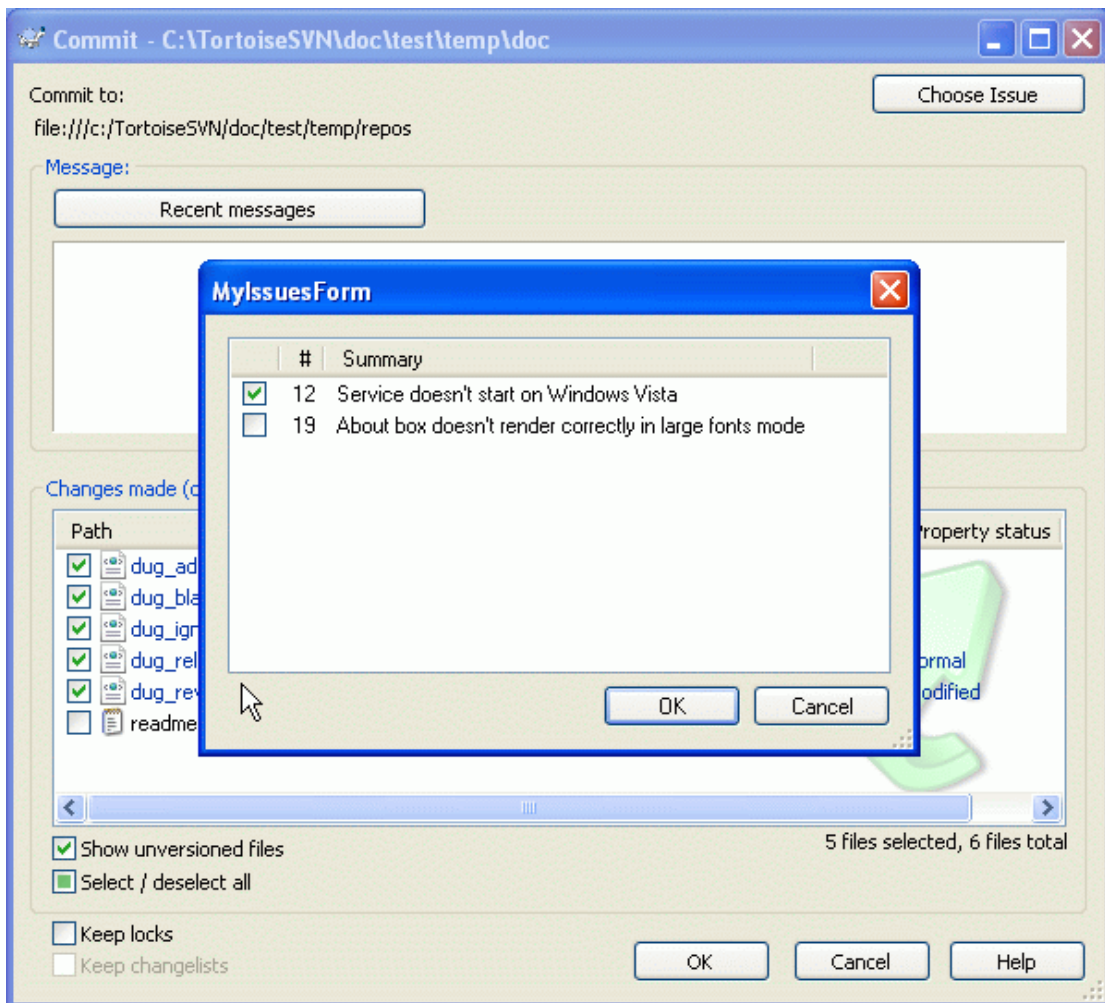 Commit - C:\TortoiseSVN\doc\test\temp\doc
Commit to:
Choose Issue
file:///c:/TortoiseSVN/doc/test/temp/repos
Message:
Recent messages
MyIssuesForm
# Summary
12 Service doesn't start on Windows Vista
19 About box doesn't render correctly in large fonts mode
OK Cancel
Changes made
Path
Property status
dug_ad
dug_bla
dug_ign
dug_rel
ormal
dug_rev
odified
readme
5 files selected, 6 files total
Show unversioned files
Select / deselect all
Keep locks
Keep changelists
OK Cancel Help